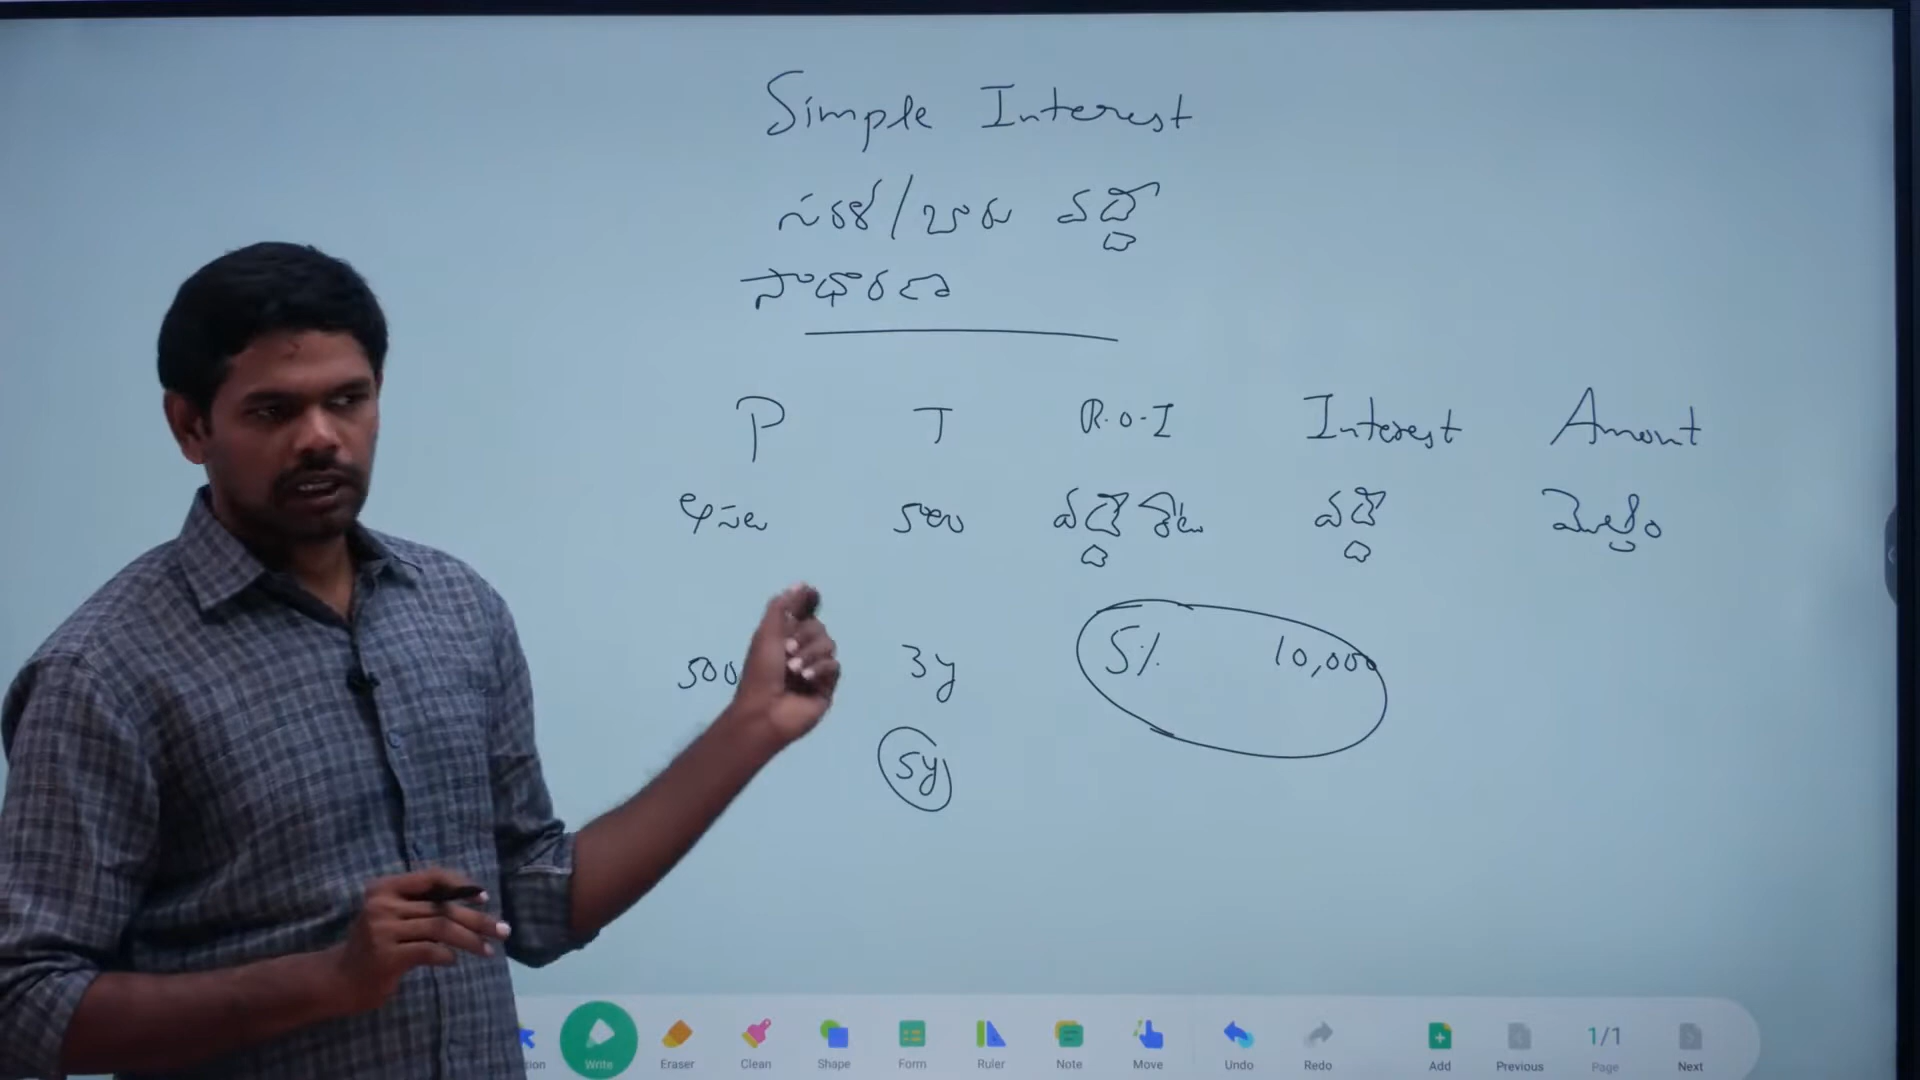 Simple Interest
సరళ/బారు వడ్డీ
సాధారణ
P T R.O.I Interest Amount
అసలు కాలం వడ్డీ రేటు వడ్డీ మొత్తం
500 3y 5% 10,000
5y
Write Eraser Clean Shape Form Ruler Note Move Undo Redo Add Previous 1/1 Page Next